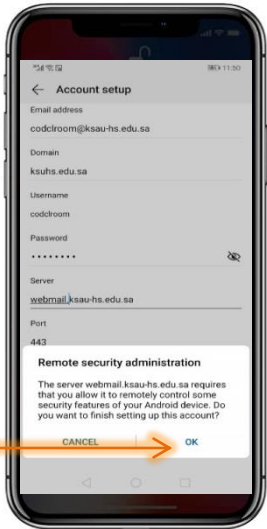 11:50
Account setup
Email address
codclroom@ksau-hs.edu.sa
Domain
ksuhs.edu.sa
Username
codclroom
Password
••••••••
Server
webmail.ksau-hs.edu.sa
Port
443
Remote security administration
The server webmail.ksau-hs.edu.sa requires
that you allow it to remotely control some
security features of your Android device. Do
you want to finish setting up this account?
CANCEL OK